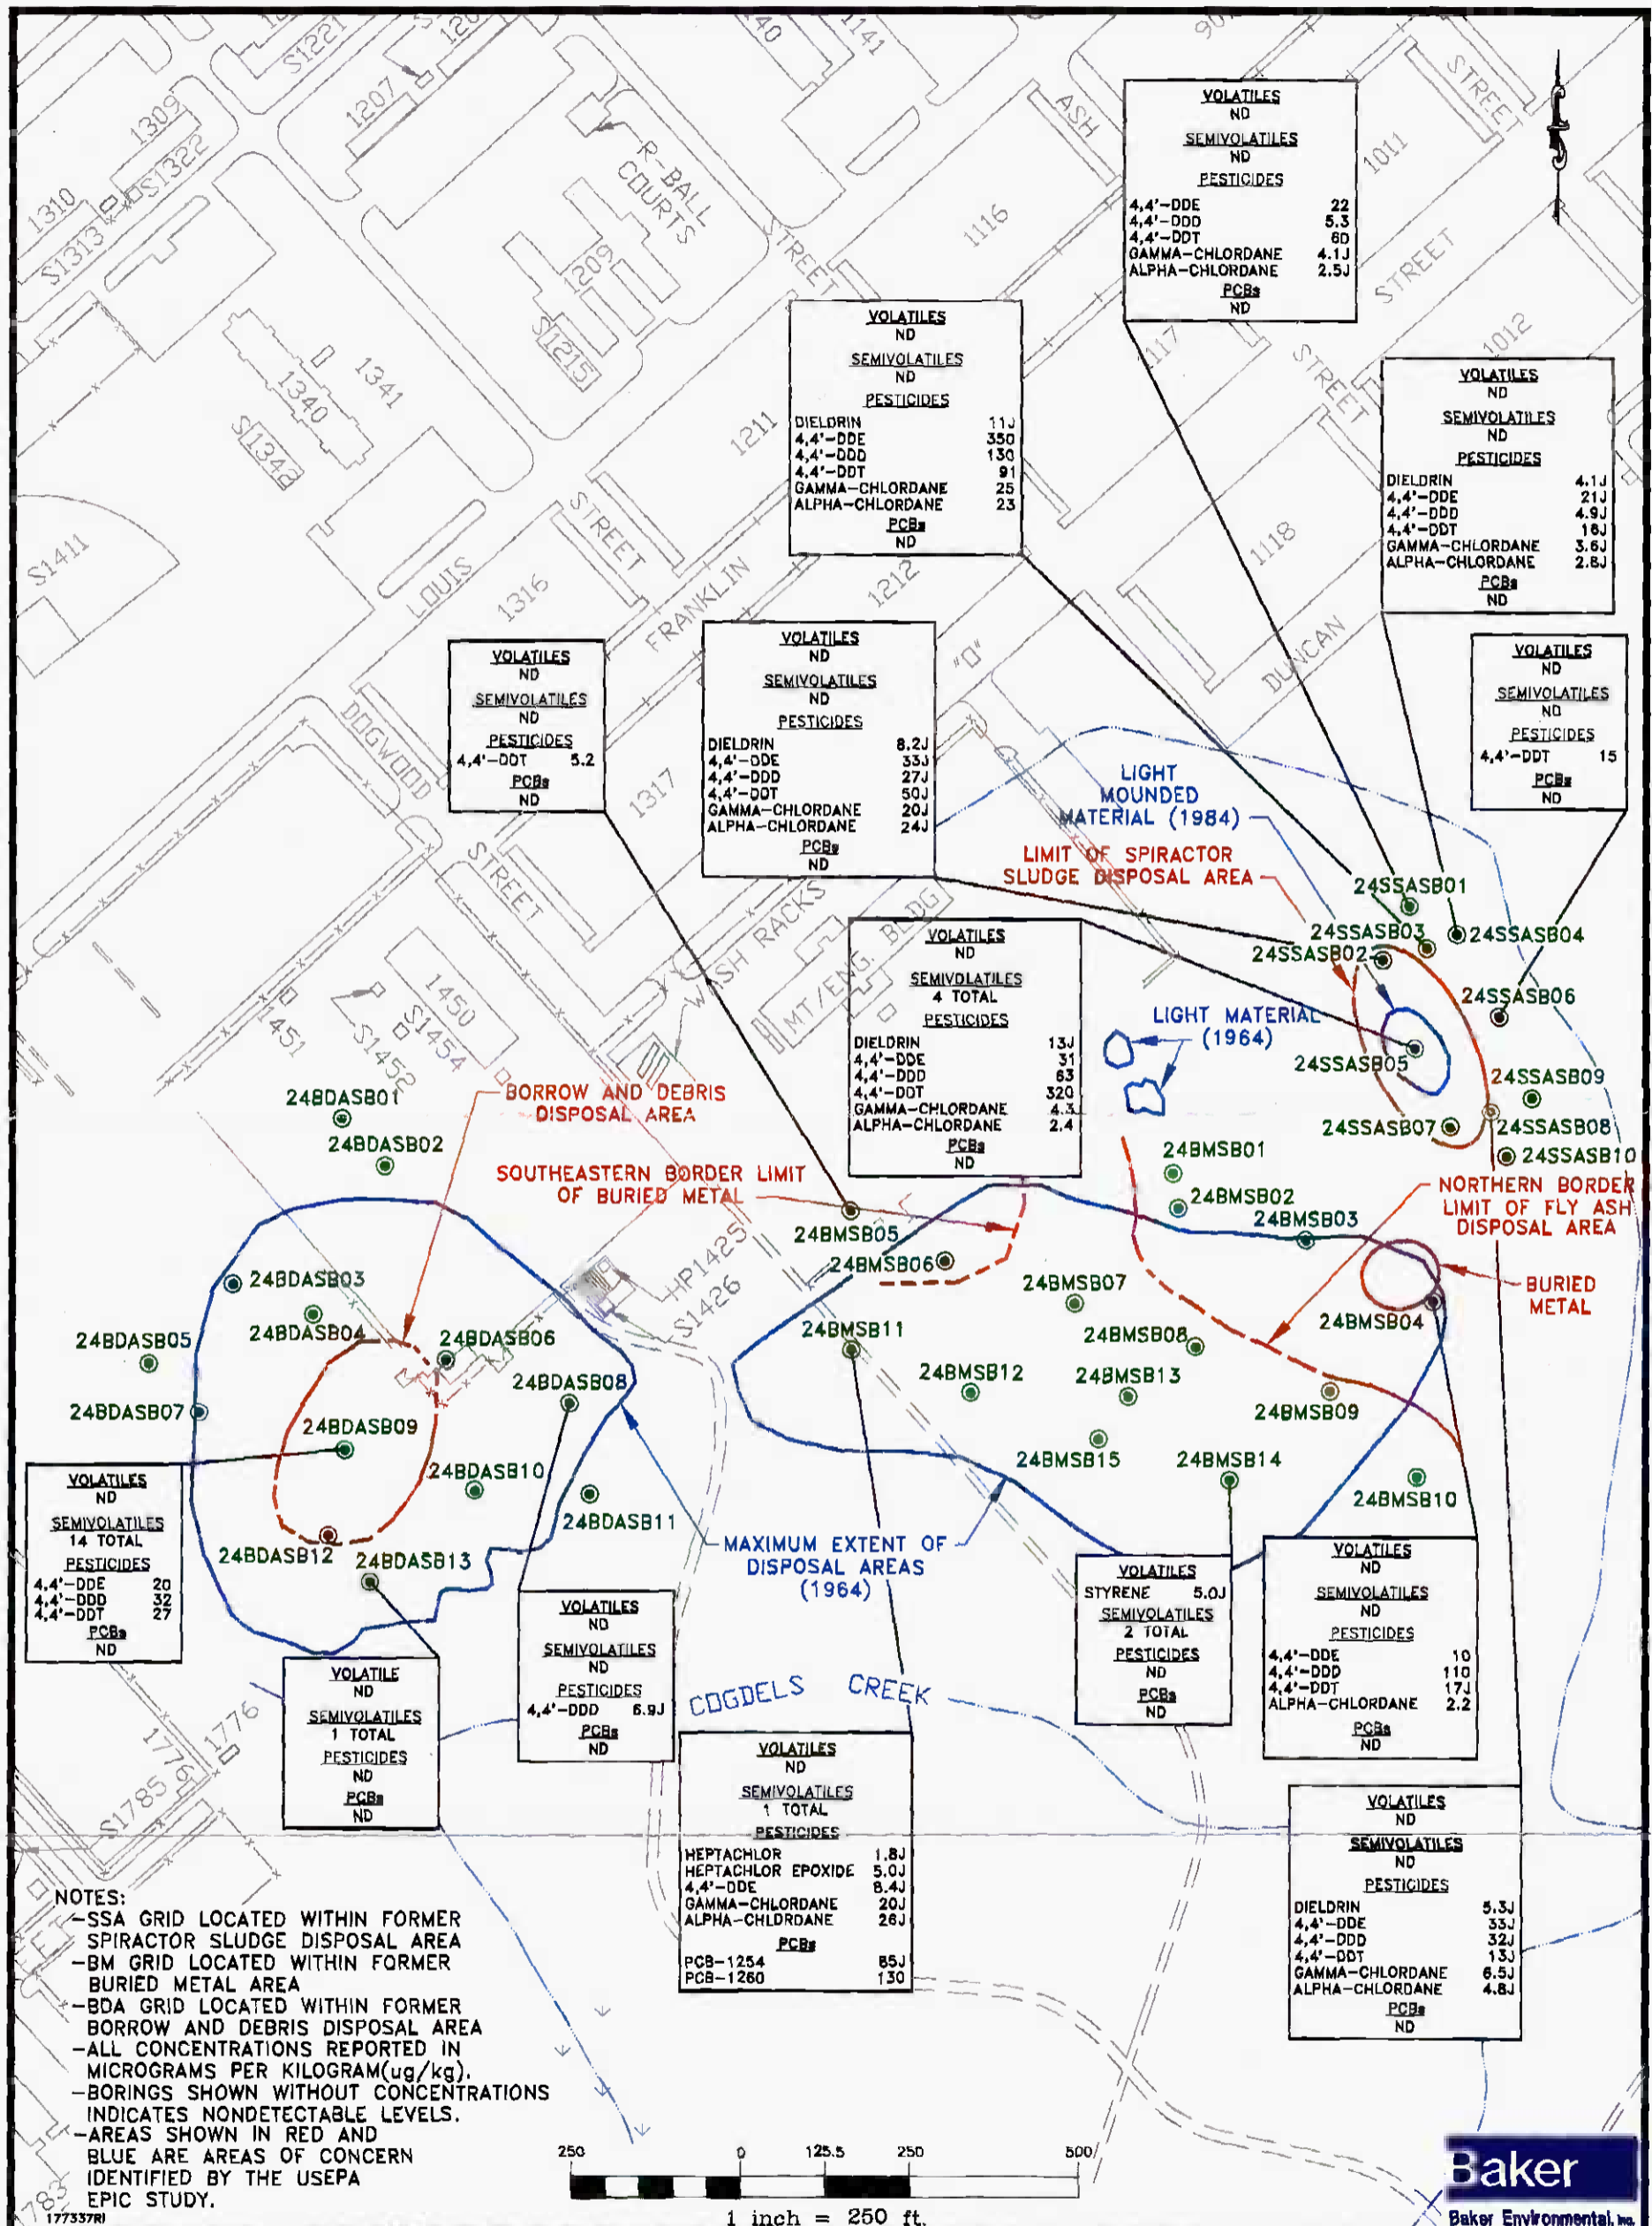 S1221
1207
1140
1141
STREET
1309
S1322
ASH
1310
S1313
R-BALL
COURTS
1011
1116
1209
STREET
STREET
S1215
1340
1341
S1342
1211
1117
STREET
1012
S1411
LOUIS
STREET
1316
FRANKLIN
1212
1118
"O"
DUNCAN
DOGWOOD
STREET
1317
WASH RACKS
MT/ENG. BLDG
1450
1451
S1452
S1454
HP1425
S1426
1776
1776
S1785
1783
VOLATILES
ND
SEMIVOLATILES
ND
PESTICIDES
4,4'-DDE 22
4,4'-DDD 5.3
4,4'-DDT 60
GAMMA-CHLORDANE 4.1J
ALPHA-CHLORDANE 2.5J
PCBs
ND
VOLATILES
ND
SEMIVOLATILES
ND
PESTICIDES
DIELDRIN 11J
4,4'-DDE 350
4,4'-DDD 130
4,4'-DDT 91
GAMMA-CHLORDANE 25
ALPHA-CHLORDANE 23
PCBs
ND
VOLATILES
ND
SEMIVOLATILES
ND
PESTICIDES
DIELDRIN 4.1J
4,4'-DDE 21J
4,4'-DDD 4.9J
4,4'-DDT
GAMMA-CHLORDANE 3.6J
ALPHA-CHLORDANE
PCBs
ND
VOLATILES
ND
SEMIVOLATILES
ND
PESTICIDES
4,4'-DDT 5.2
PCBs
ND
VOLATILES
ND
SEMIVOLATILES
ND
PESTICIDES
DIELDRIN 8.2J
4,4'-DDE 33J
4,4'-DDD 27J
4,4'-DDT 50J
GAMMA-CHLORDANE 20J
ALPHA-CHLORDANE 24J
PCBs
ND
VOLATILES
ND
SEMIVOLATILES
ND
PESTICIDES
4,4'-DDT 15
PCBs
ND
LIGHT
MOUNDED
MATERIAL (1984)
LIMIT OF SPIRACTOR
SLUDGE DISPOSAL AREA
24SSASB01
24SSASB03
24SSASB04
24SSASB02
24SSASB06
LIGHT MATERIAL
(1964)
24SSASB05
24SSASB09
24SSASB07
24SSASB08
24SSASB10
VOLATILES
ND
SEMIVOLATILES
4 TOTAL
PESTICIDES
DIELDRIN 13J
4,4'-DDE 31
4,4'-DDD 63
4,4'-DDT 320
GAMMA-CHLORDANE 4.3
ALPHA-CHLORDANE 2.4
PCBs
ND
BORROW AND DEBRIS
DISPOSAL AREA
24BDASB01
24BDASB02
SOUTHEASTERN BORDER LIMIT
OF BURIED METAL
24BMSB01
24BMSB02
24BMSB03
NORTHERN BORDER
LIMIT OF FLY ASH
DISPOSAL AREA
24BMSB05
24BMSB06
24BDASB03
24BMSB07
BURIED
METAL
24BDASB04
24BMSB04
24BDASB05
24BDASB06
24BMSB11
24BMSB08
24BDASB08
24BMSB12
24BMSB13
24BDASB07
24BMSB09
24BDASB09
24BMSB15
24BMSB14
24BDASB10
24BMSB10
24BDASB11
24BDASB12
24BDASB13
MAXIMUM EXTENT OF
DISPOSAL AREAS
(1964)
VOLATILES
ND
SEMIVOLATILES
14 TOTAL
PESTICIDES
4,4'-DDE 20
4,4'-DDD 32
4,4'-DDT 27
PCBs
ND
VOLATILE
ND
SEMIVOLATILES
1 TOTAL
PESTICIDES
ND
PCBs
ND
VOLATILES
ND
SEMIVOLATILES
ND
PESTICIDES
4,4'-DDD 6.9J
PCBs
ND
COGDELS CREEK
VOLATILES
ND
SEMIVOLATILES
1 TOTAL
PESTICIDES
HEPTACHLOR 1.8J
HEPTACHLOR EPOXIDE 5.0J
4,4'-DDE 8.4J
GAMMA-CHLORDANE 20J
ALPHA-CHLORDANE 26J
PCBs
PCB-1254 85J
PCB-1260 130
VOLATILES
STYRENE 5.0J
SEMIVOLATILES
2 TOTAL
PESTICIDES
ND
PCBs
ND
VOLATILES
ND
SEMIVOLATILES
ND
PESTICIDES
4,4'-DDE 10
4,4'-DDD 110
4,4'-DDT 17J
ALPHA-CHLORDANE 2.2
PCBs
ND
VOLATILES
ND
SEMIVOLATILES
ND
PESTICIDES
DIELDRIN 5.3J
4,4'-DDE 33J
4,4'-DDD 32J
4,4'-DDT 13J
GAMMA-CHLORDANE 6.5J
ALPHA-CHLORDANE 4.8J
PCBs
ND
NOTES:
-SSA GRID LOCATED WITHIN FORMER
SPIRACTOR SLUDGE DISPOSAL AREA
-BM GRID LOCATED WITHIN FORMER
BURIED METAL AREA
-BDA GRID LOCATED WITHIN FORMER
BORROW AND DEBRIS DISPOSAL AREA
-ALL CONCENTRATIONS REPORTED IN
MICROGRAMS PER KILOGRAM(ug/kg).
-BORINGS SHOWN WITHOUT CONCENTRATIONS
INDICATES NONDETECTABLE LEVELS.
-AREAS SHOWN IN RED AND
BLUE ARE AREAS OF CONCERN
IDENTIFIED BY THE USEPA
EPIC STUDY.
177337RI
250 0 125.5 250 500
1 inch = 250 ft.
Baker
Baker Environmental, Inc.